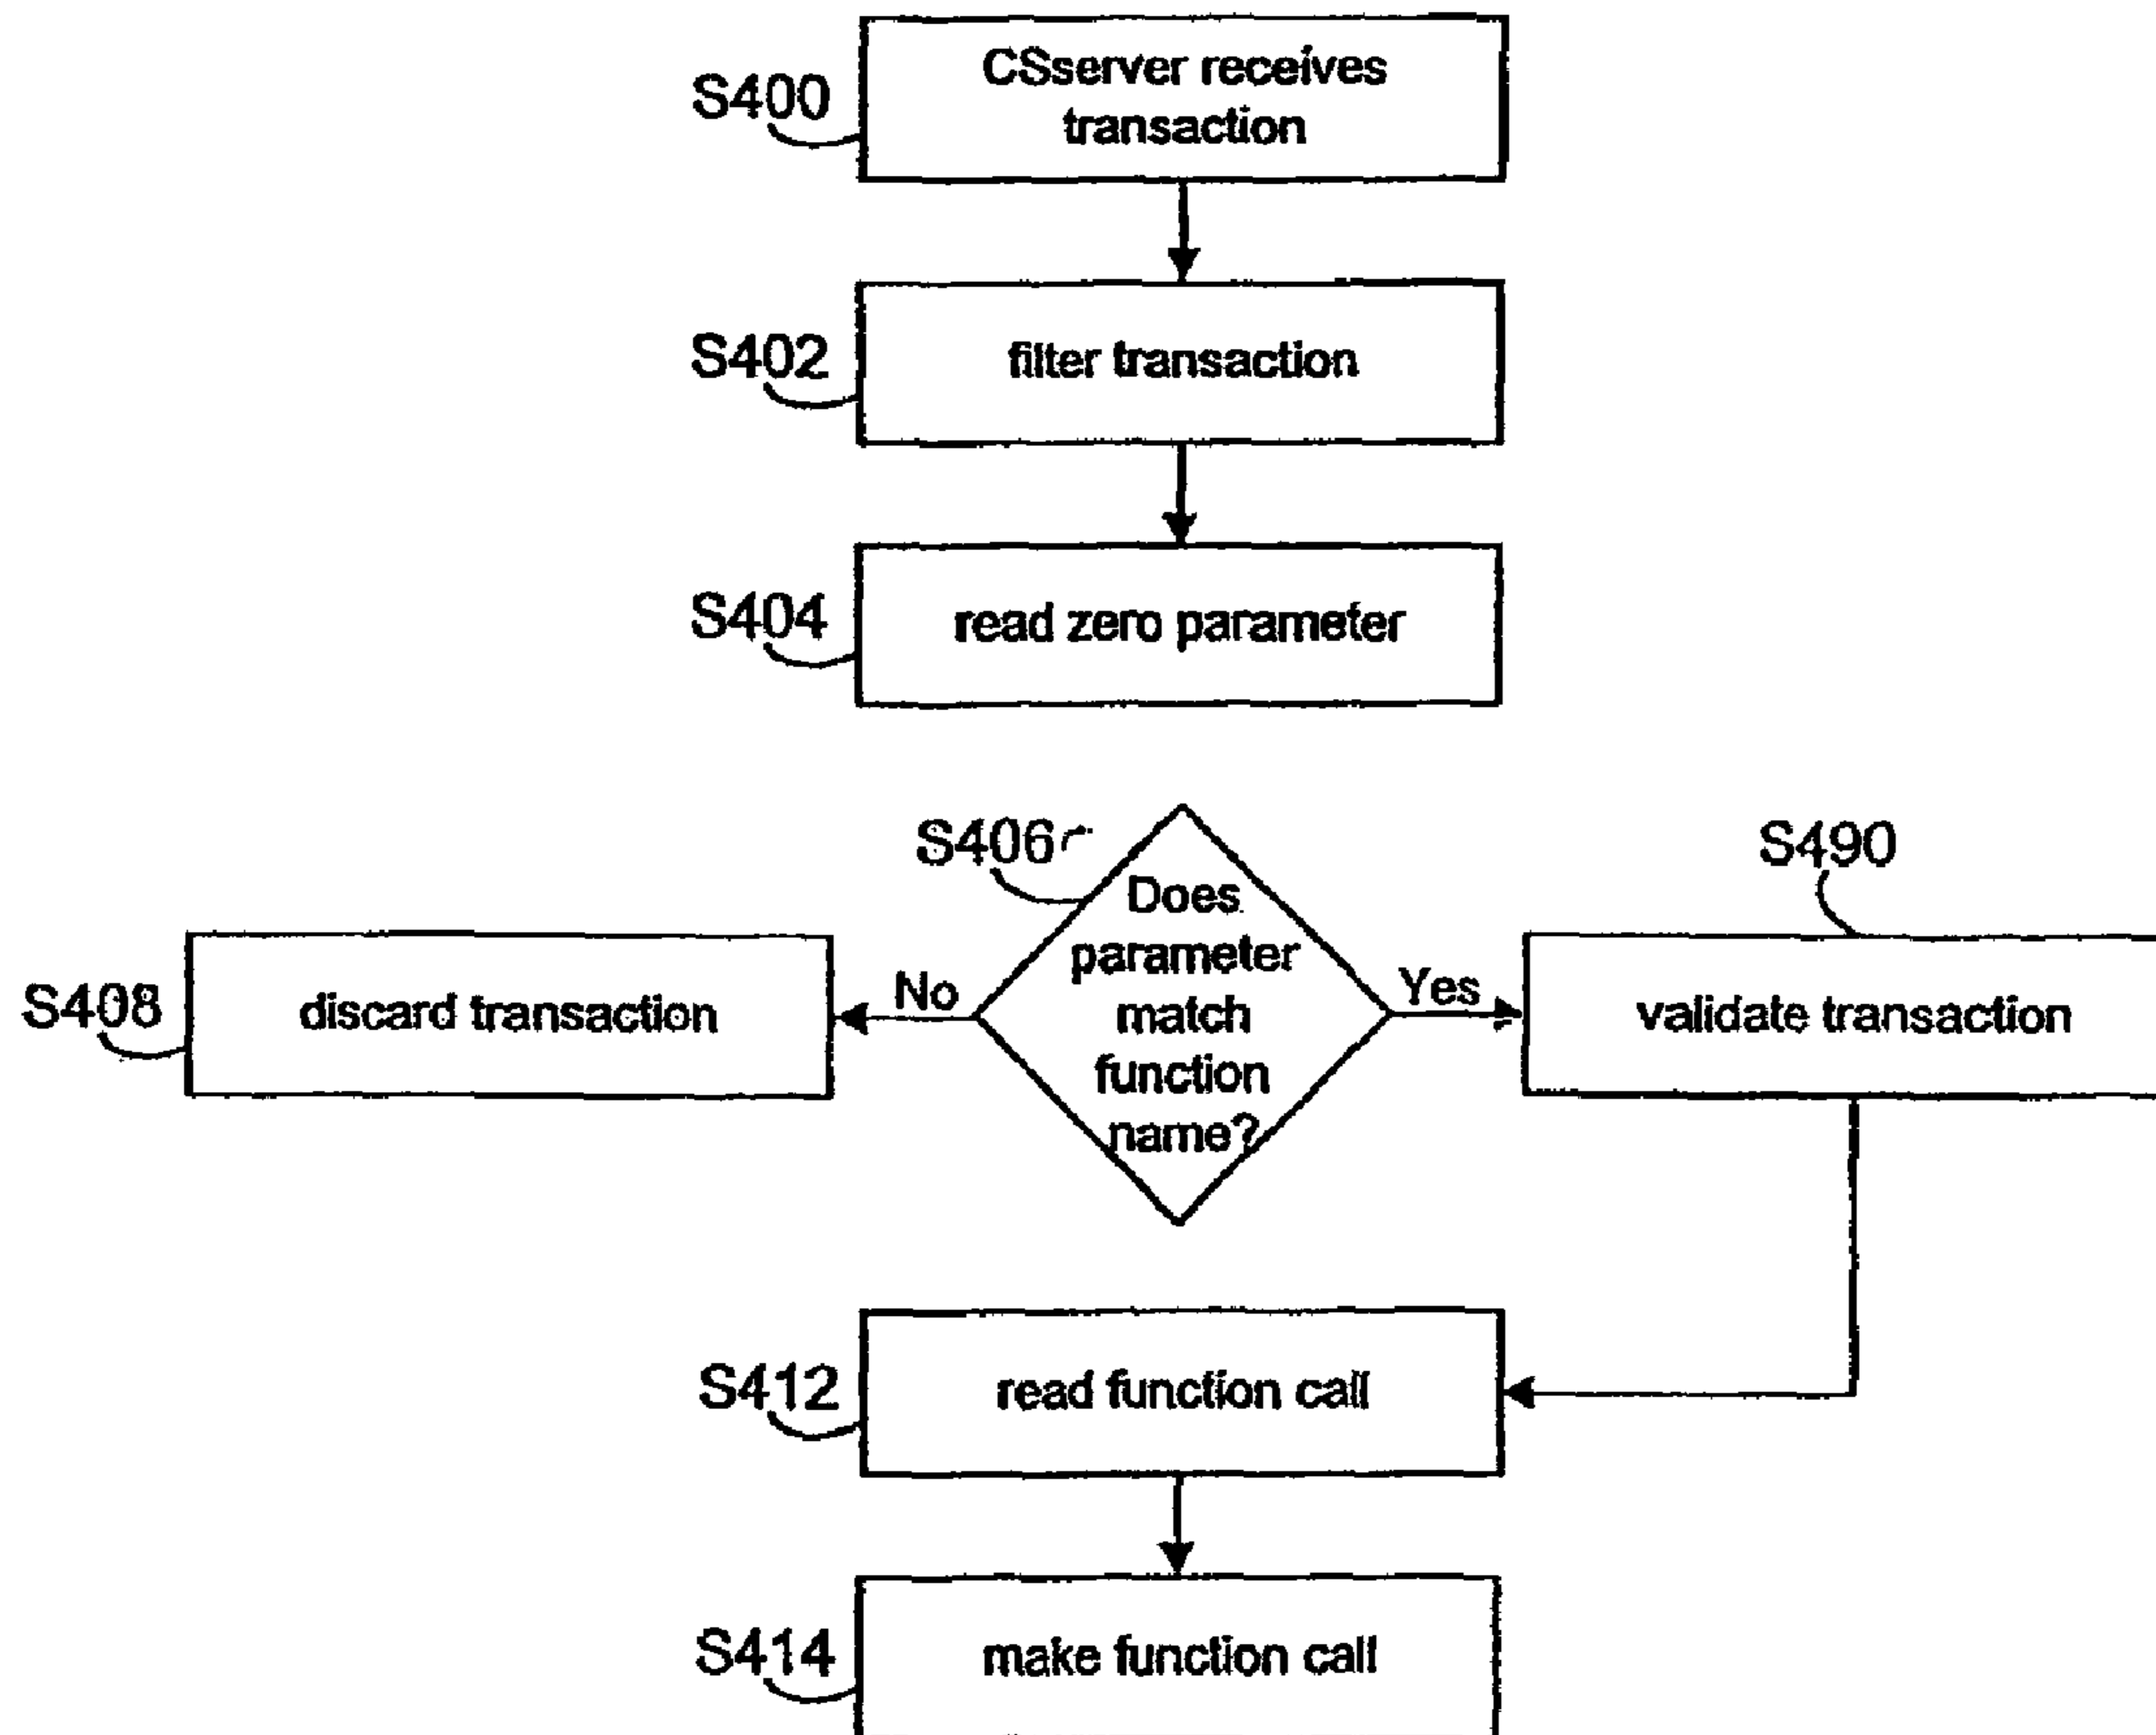 CSserver receives
transaction
S400
filter transaction
S402
read zero parameter
S404
S406
Does
parameter
match
function
name?
S490
S408
discard transaction
No
Yes
validate transaction
S412
read function call
S414
make function call